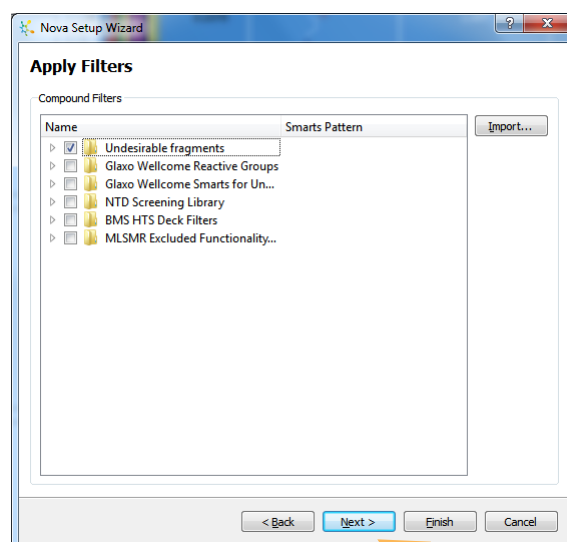 Nova Setup Wizard
Apply Filters
Compound Filters
Name Smarts Pattern Import...
Undesirable fragments
Glaxo Wellcome Reactive Groups
Glaxo Wellcome Smarts for Un...
NTD Screening Library
BMS HTS Deck Filters
MLSMR Excluded Functionality...
< Back Next > Finish Cancel